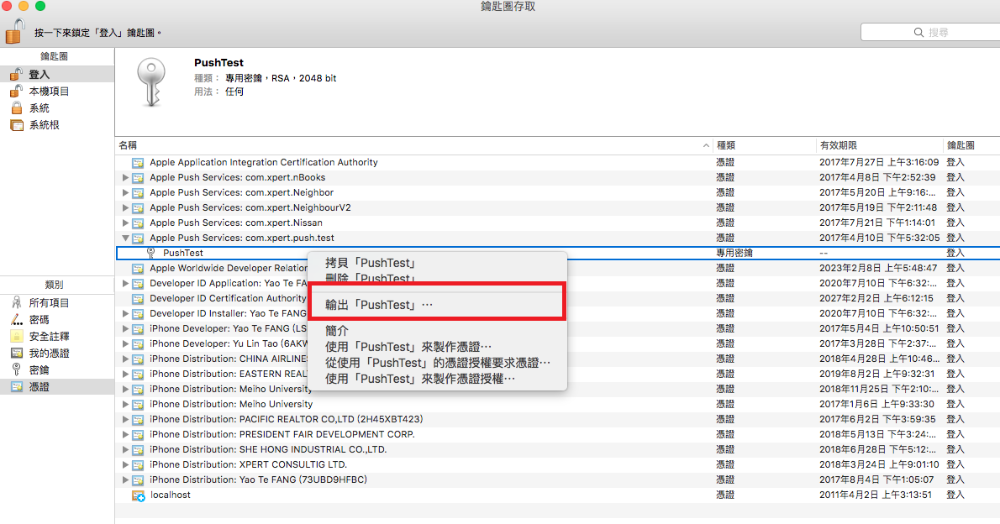 鑰匙圈存取
按一下來鎖定「登入」鑰匙圈。
搜尋
鑰匙圈
登入
本機項目
系統
系統根
PushTest
種類： 專用密鑰，RSA，2048 bit
用法： 任何
名稱 種類 有效期限 鑰匙圈
Apple Application Integration Certification Authority 憑證 2017年7月27日 上午3:16:09 登入
Apple Push Services: com.xpert.nBooks 憑證 2017年4月8日 下午2:52:39 登入
Apple Push Services: com.xpert.Neighbor 憑證 2017年5月20日 上午9:16:... 登入
Apple Push Services: com.xpert.NeighbourV2 憑證 2017年5月19日 下午2:11:48 登入
Apple Push Services: com.xpert.Nissan 憑證 2017年7月21日 下午1:14:01 登入
Apple Push Services: com.xpert.push.test 憑證 2017年4月10日 下午5:32:05 登入
PushTest 專用密鑰 -- 登入
Apple Worldwide Developer Relation 2023年2月8日 上午5:48:47 登入
Developer ID Application: Yao Te FA 憑證 2020年7月10日 下午6:32:... 登入
Developer ID Certification Authority 憑證 2027年2月2日 上午6:12:15 登入
Developer ID Installer: Yao Te FANG 憑證 2020年7月10日 下午6:32:... 登入
iPhone Developer: Yao Te FANG (LS 憑證 2017年5月4日 上午10:50:51 登入
iPhone Developer: Yu Lin Tao (6AKW 憑證 2017年3月28日 下午2:37:... 登入
iPhone Distribution: CHINA AIRLINE 憑證 2018年4月28日 上午10:46... 登入
iPhone Distribution: EASTERN REAL 憑證 2019年8月2日 上午9:32:31 登入
iPhone Distribution: Meiho University 憑證 2018年11月25日 下午2:10:... 登入
iPhone Distribution: Meiho University 憑證 2017年1月6日 上午9:33:30 登入
iPhone Distribution: PACIFIC REALTOR CO,LTD (2H45XBT423) 憑證 2017年6月2日 下午3:59:35 登入
iPhone Distribution: PRESIDENT FAIR DEVELOPMENT CORP. 憑證 2018年5月13日 下午3:24:... 登入
iPhone Distribution: SHE HONG INDUSTRIAL CO.,LTD. 憑證 2018年6月28日 下午5:12:... 登入
iPhone Distribution: XPERT CONSULTIG LTD. 憑證 2018年3月24日 上午9:01:10 登入
iPhone Distribution: Yao Te FANG (73UBD9HFBC) 憑證 2017年8月4日 下午1:05:07 登入
localhost 憑證 2011年4月2日 上午3:13:51 登入
拷貝「PushTest」
刪除「PushTest」
輸出「PushTest」…
簡介
使用「PushTest」來製作憑證…
從使用「PushTest」的憑證授權要求憑證…
使用「PushTest」來製作憑證授權…
類別
所有項目
密碼
安全註釋
我的憑證
密鑰
憑證